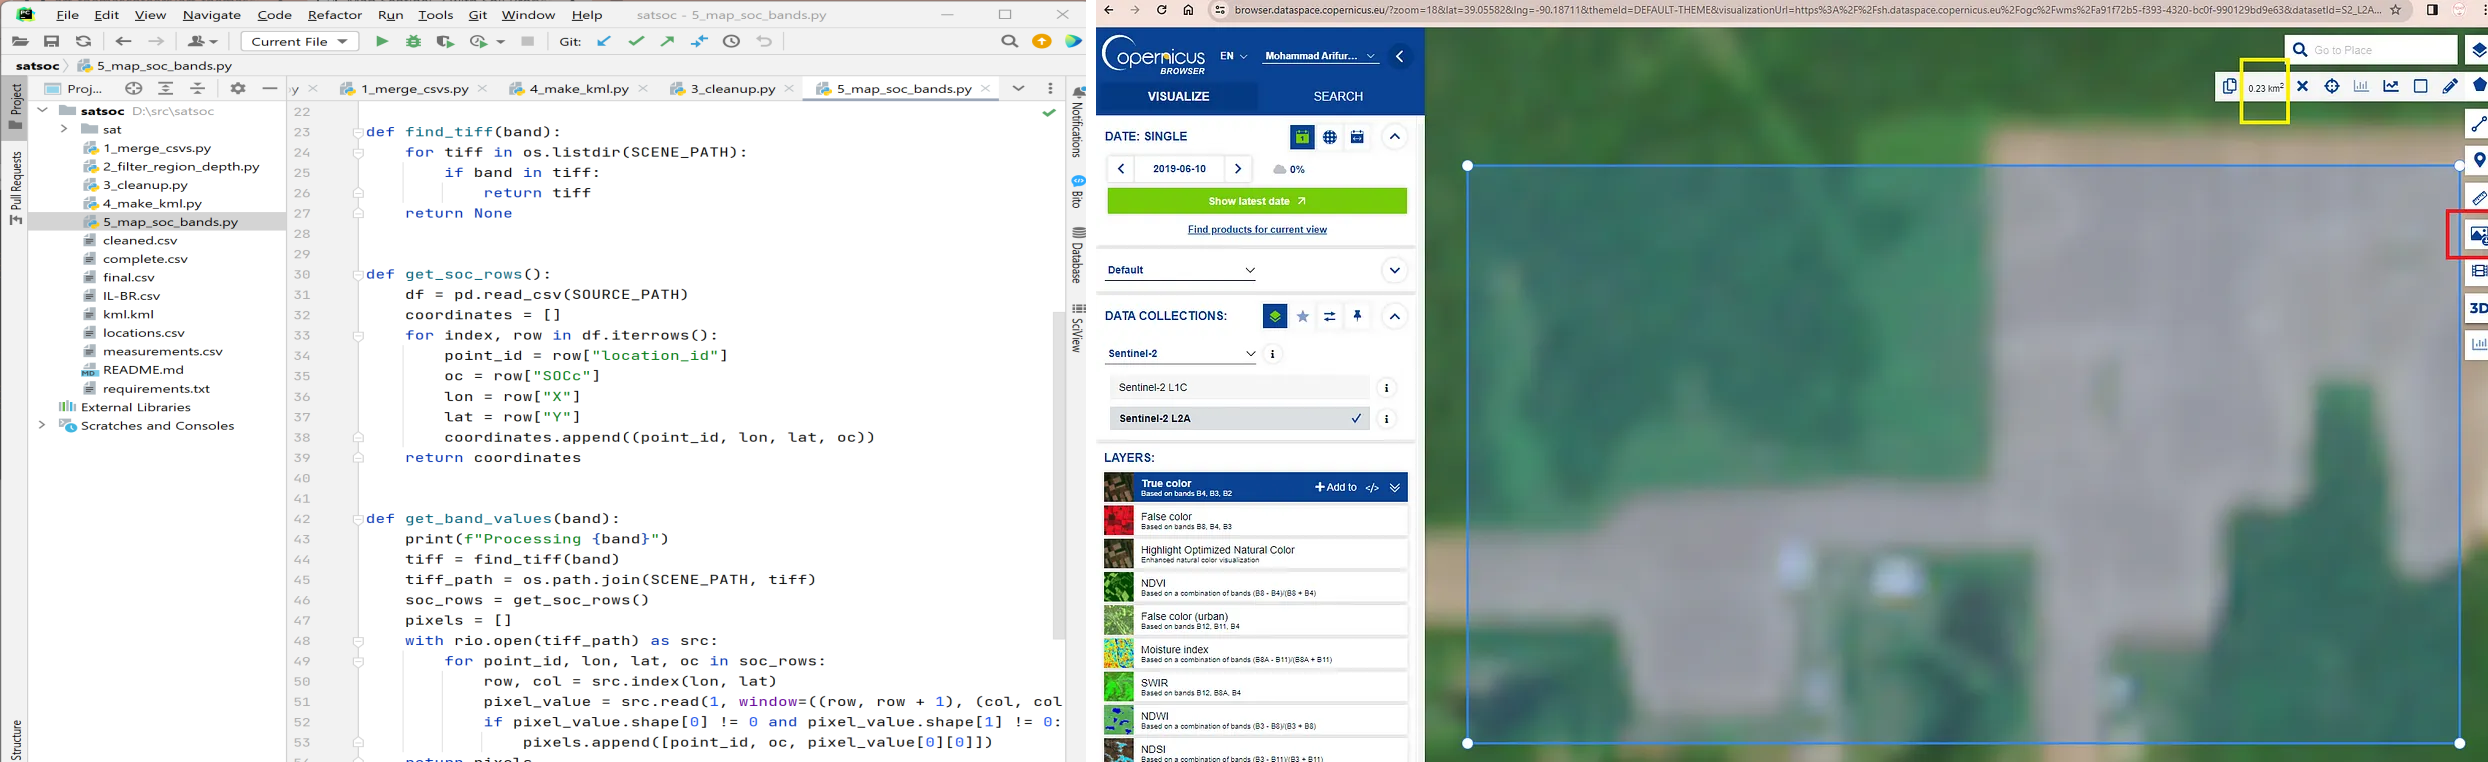 File Edit View Navigate Code Refactor Run Tools Git Window Help satsoc - 5_map_soc_bands.py
Current File Git:
satsoc 5_map_soc_bands.py
Proj... 1_merge_csvs.py 4_make_kml.py 3_cleanup.py 5_map_soc_bands.py
Project
Pull Requests
Structure
satsoc D:\src\satsoc
sat
1_merge_csvs.py
2_filter_region_depth.py
3_cleanup.py
4_make_kml.py
5_map_soc_bands.py
cleaned.csv
complete.csv
final.csv
IL-BR.csv
kml.kml
locations.csv
measurements.csv
README.md
requirements.txt
External Libraries
Scratches and Consoles
22
23 def find_tiff(band):
24 for tiff in os.listdir(SCENE_PATH):
25 if band in tiff:
26 return tiff
27 return None
28
29
30 def get_soc_rows():
31 df = pd.read_csv(SOURCE_PATH)
32 coordinates = []
33 for index, row in df.iterrows():
34 point_id = row["location_id"]
35 oc = row["SOCc"]
36 lon = row["X"]
37 lat = row["Y"]
38 coordinates.append((point_id, lon, lat, oc))
39 return coordinates
40
41
42 def get_band_values(band):
43 print(f"Processing {band}")
44 tiff = find_tiff(band)
45 tiff_path = os.path.join(SCENE_PATH, tiff)
46 soc_rows = get_soc_rows()
47 pixels = []
48 with rio.open(tiff_path) as src:
49 for point_id, lon, lat, oc in soc_rows:
50 row, col = src.index(lon, lat)
51 pixel_value = src.read(1, window=((row, row + 1), (col, col
52 if pixel_value.shape[0] != 0 and pixel_value.shape[1] != 0:
53 pixels.append([point_id, oc, pixel_value[0][0]])
Notifications
Bito
Database
SciView
browser.dataspace.copernicus.eu/?zoom=18&lat=39.05582&lng=-90.18711&themeId=DEFAULT-THEME&visualizationUrl=https%3A%2F%2Fsh.dataspace.copernicus.eu%2Fogc%2Fwms%2Fa91f72b5-f393-4320-bc0f-990129bd9e63&datasetId=S2_L2A...
opernicus
BROWSER
EN Mohammad Arifur...
VISUALIZE SEARCH
DATE: SINGLE
2019-06-10 0%
Show latest date
Find products for current view
Default
DATA COLLECTIONS:
Sentinel-2
Sentinel-2 L1C
Sentinel-2 L2A
LAYERS:
True color
Based on bands B4, B3, B2
Add to </>
False color
Based on bands B8, B4, B3
Highlight Optimized Natural Color
Enhanced natural color visualization
NDVI
Based on a combination of bands (B8 - B4)/(B8 + B4)
False color (urban)
Based on bands B12, B11, B4
Moisture index
Based on a combination of bands (B8A - B11)/(B8A + B11)
SWIR
Based on bands B12, B8A, B4
NDWI
Based on a combination of bands (B3 - B8)/(B3 + B8)
NDSI
Based on a combination of bands (B3 - B11)/(B3 + B11)
Go to Place
0.23 km²
3D